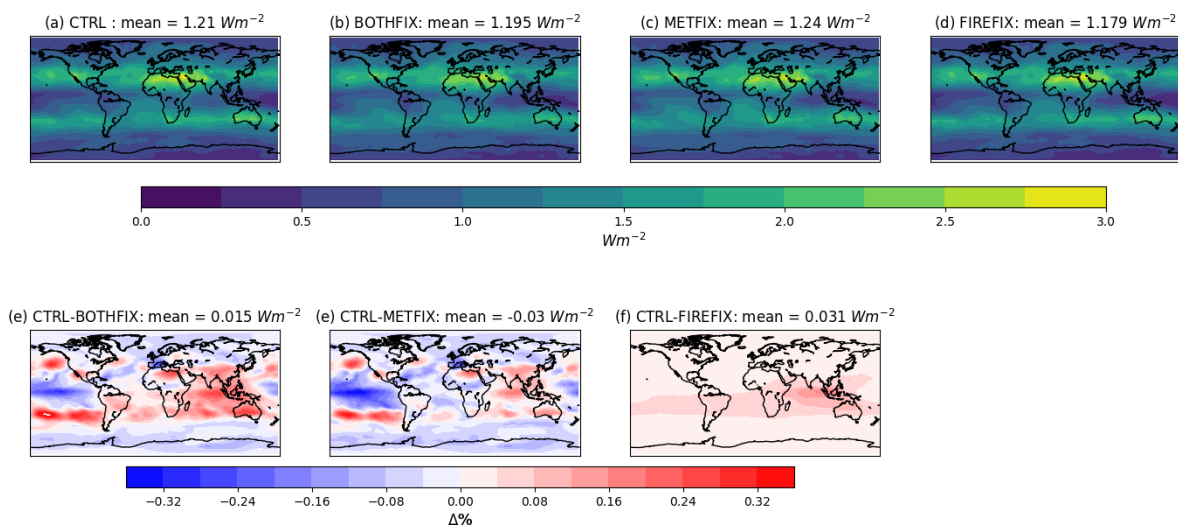 (a) CTRL : mean = 1.21 Wm⁻²
(b) BOTHFIX: mean = 1.195 Wm⁻²
(c) METFIX: mean = 1.24 Wm⁻²
(d) FIREFIX: mean = 1.179 Wm⁻²
0.0 0.5 1.0 1.5 2.0 2.5 3.0
Wm⁻²
(e) CTRL-BOTHFIX: mean = 0.015 Wm⁻²
(e) CTRL-METFIX: mean = -0.03 Wm⁻²
(f) CTRL-FIREFIX: mean = 0.031 Wm⁻²
−0.32 −0.24 −0.16 −0.08 0.00 0.08 0.16 0.24 0.32
Δ%